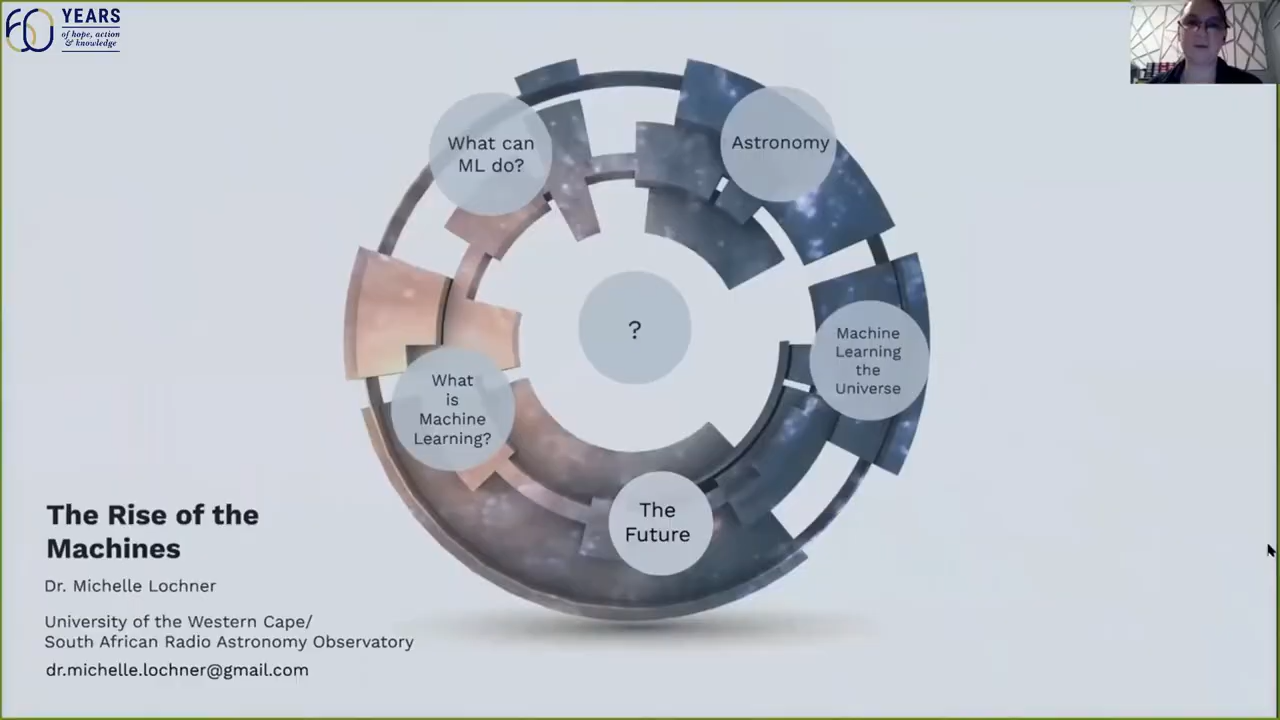 60 YEARS
of hope, action
& knowledge
What can
ML do?
Astronomy
?
Machine
Learning
the
Universe
What
is
Machine
Learning?
The
Future
The Rise of the
Machines
Dr. Michelle Lochner
University of the Western Cape/
South African Radio Astronomy Observatory
dr.michelle.lochner@gmail.com